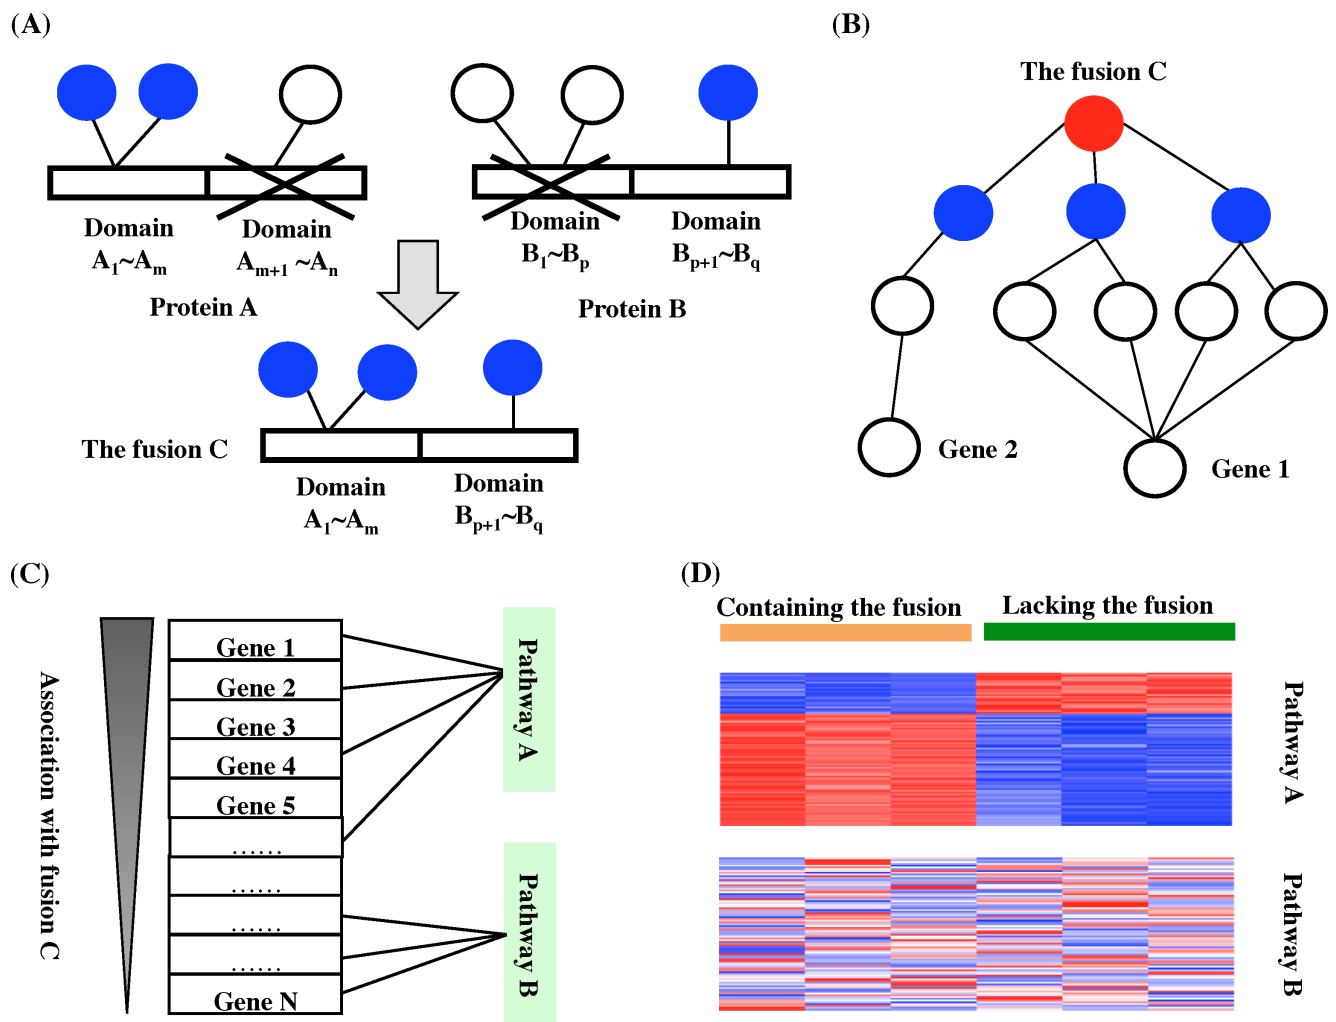 (A)
Domain
A1~Am
Domain
Am+1 ~An
Protein A
Domain
B1~Bp
Domain
Bp+1~Bq
Protein B
The fusion C
Domain
A1~Am
Domain
Bp+1~Bq
(B)
The fusion C
Gene 2
Gene 1
(C)
Association with fusion C
Gene 1
Gene 2
Gene 3
Gene 4
Gene 5
......
......
......
......
Gene N
Pathway A
Pathway B
(D)
Containing the fusion
Lacking the fusion
Pathway A
Pathway B